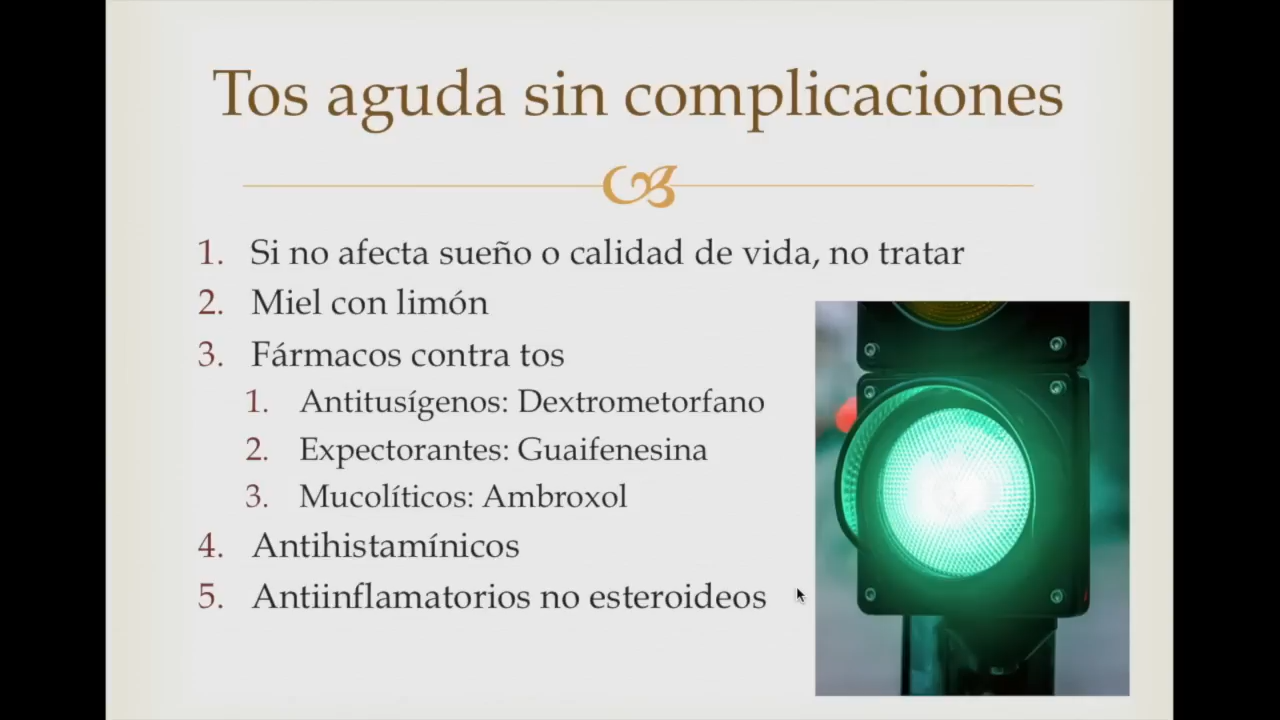 Tos aguda sin complicaciones
1. Si no afecta sueño o calidad de vida, no tratar
2. Miel con limón
3. Fármacos contra tos
1. Antitusígenos: Dextrometorfano
2. Expectorantes: Guaifenesina
3. Mucolíticos: Ambroxol
4. Antihistamínicos
5. Antiinflamatorios no esteroideos